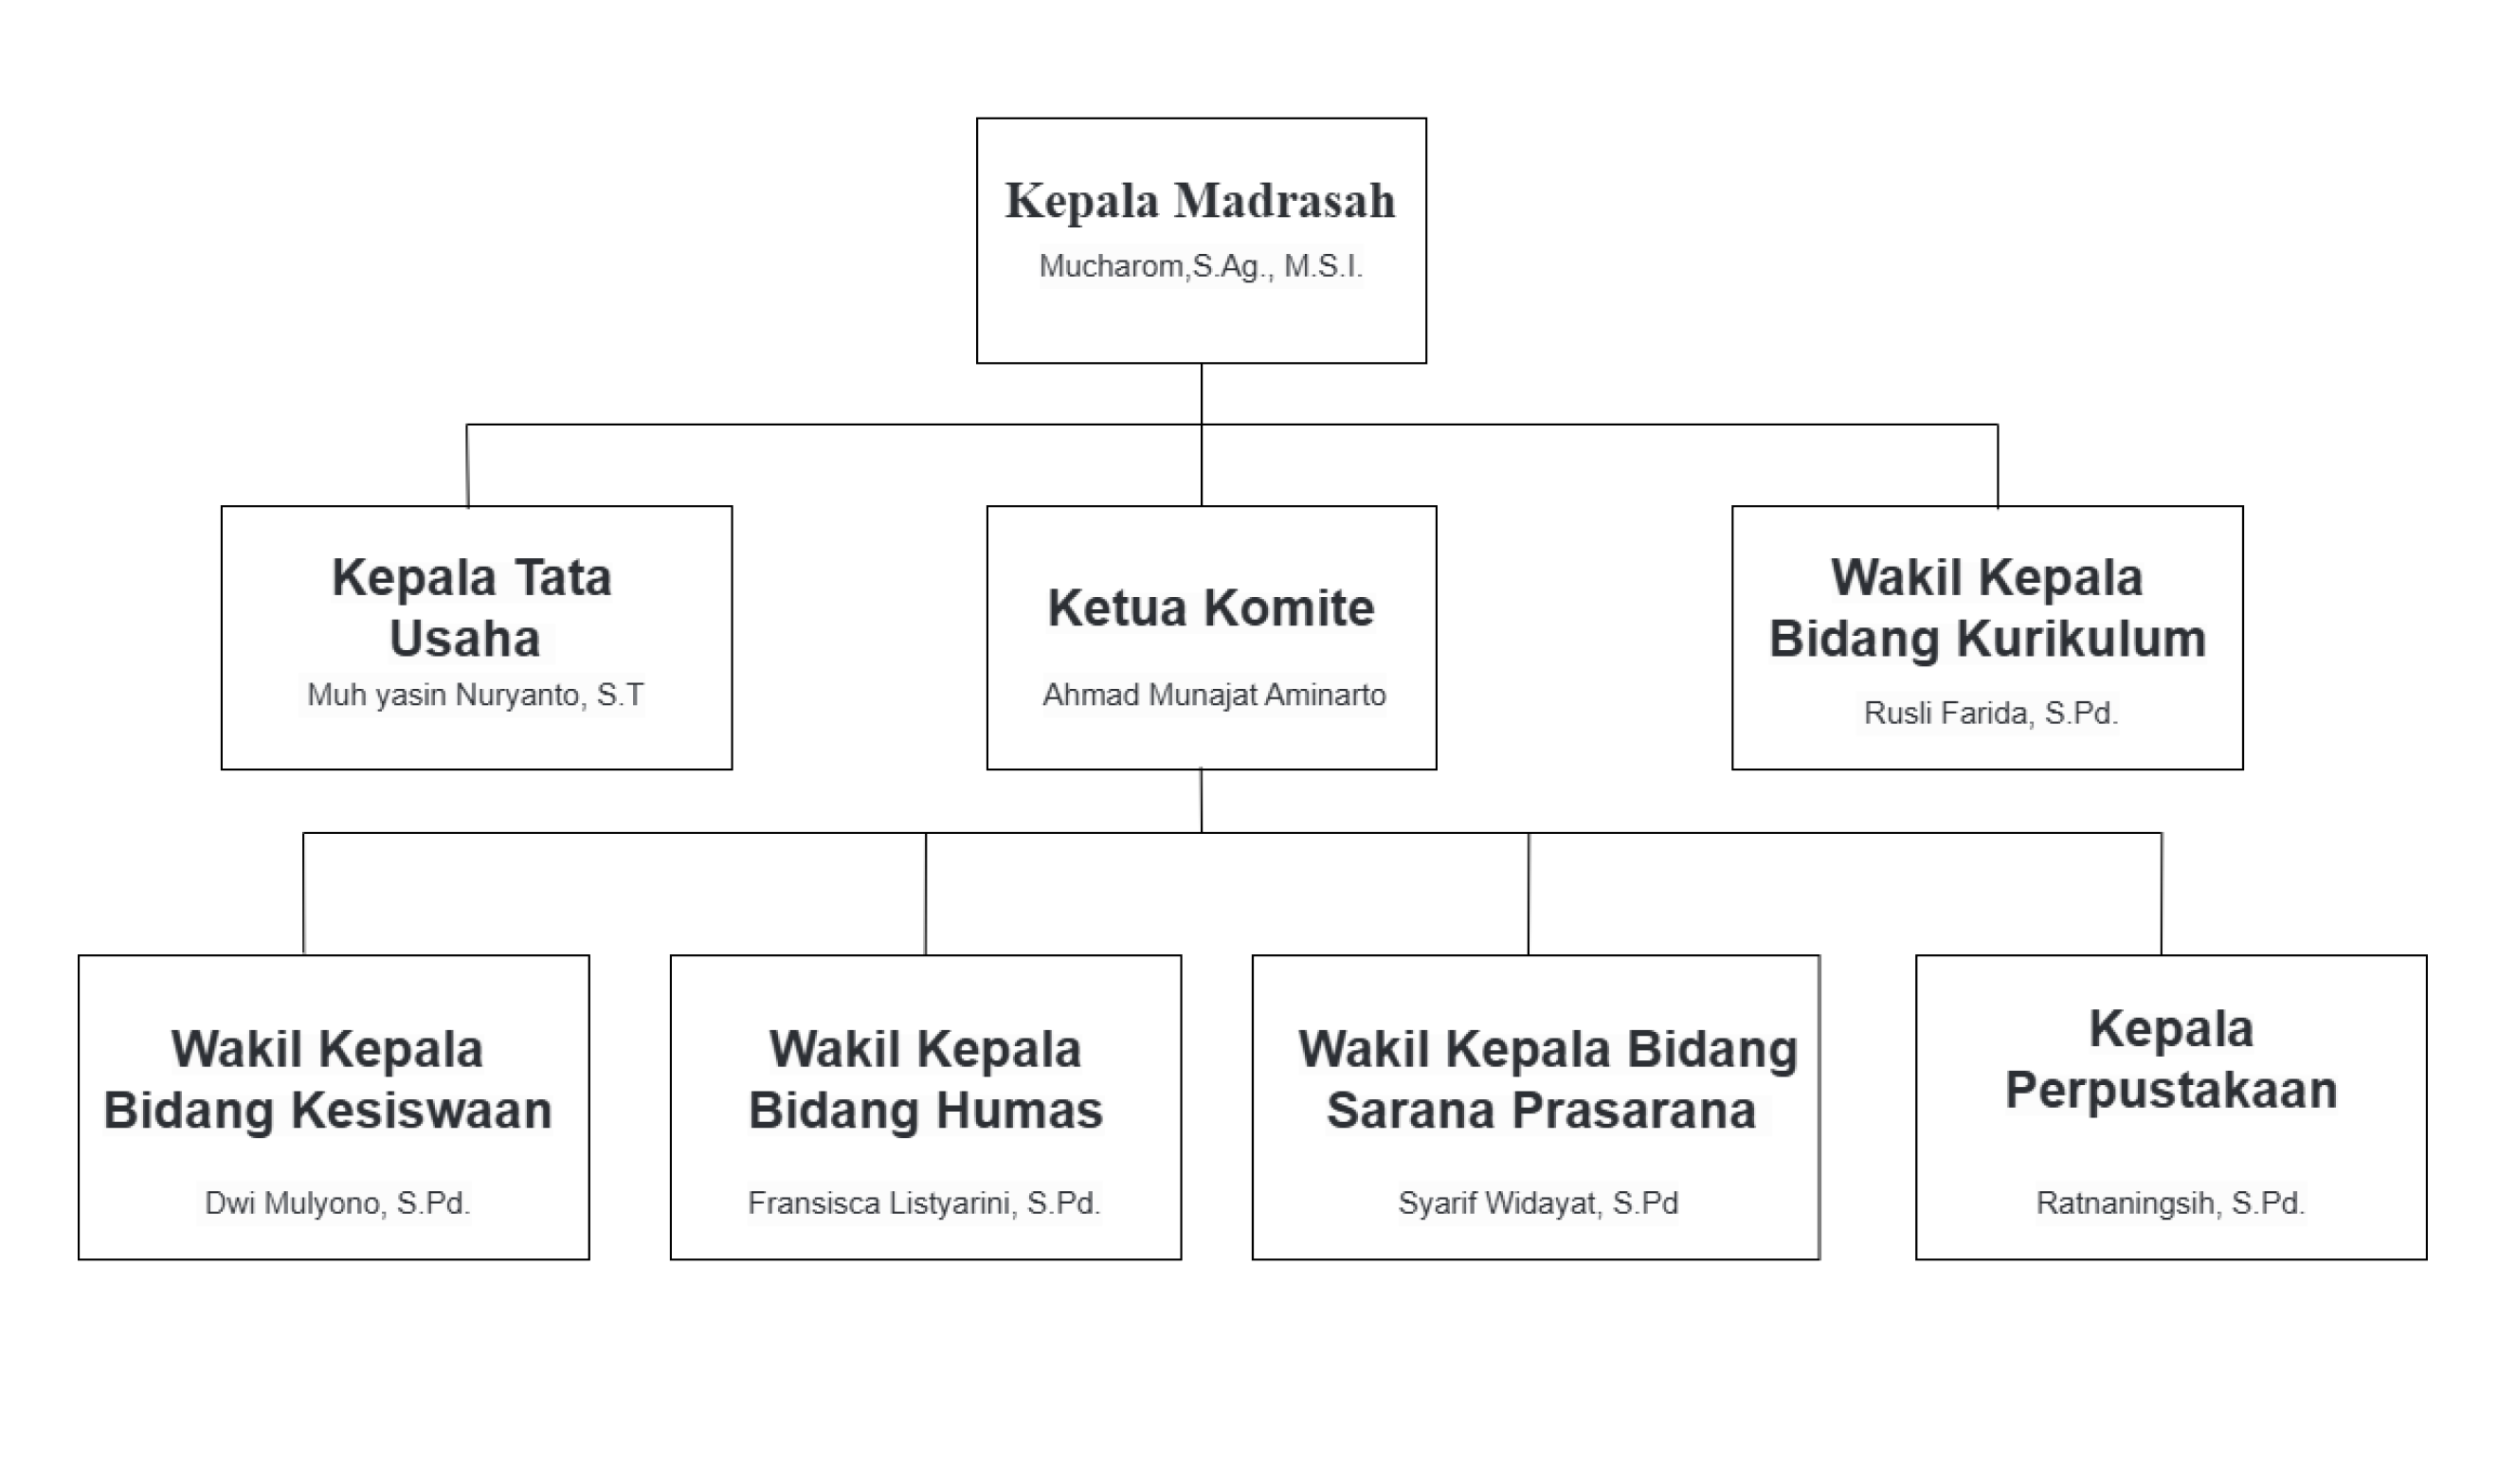 Kepala Madrasah
Mucharom,S.Ag., M.S.I.
Kepala Tata
Usaha
Muh yasin Nuryanto, S.T
Ketua Komite
Ahmad Munajat Aminarto
Wakil Kepala
Bidang Kurikulum
Rusli Farida, S.Pd.
Wakil Kepala
Bidang Kesiswaan
Dwi Mulyono, S.Pd.
Wakil Kepala
Bidang Humas
Fransisca Listyarini, S.Pd.
Wakil Kepala Bidang
Sarana Prasarana
Syarif Widayat, S.Pd
Kepala
Perpustakaan
Ratnaningsih, S.Pd.